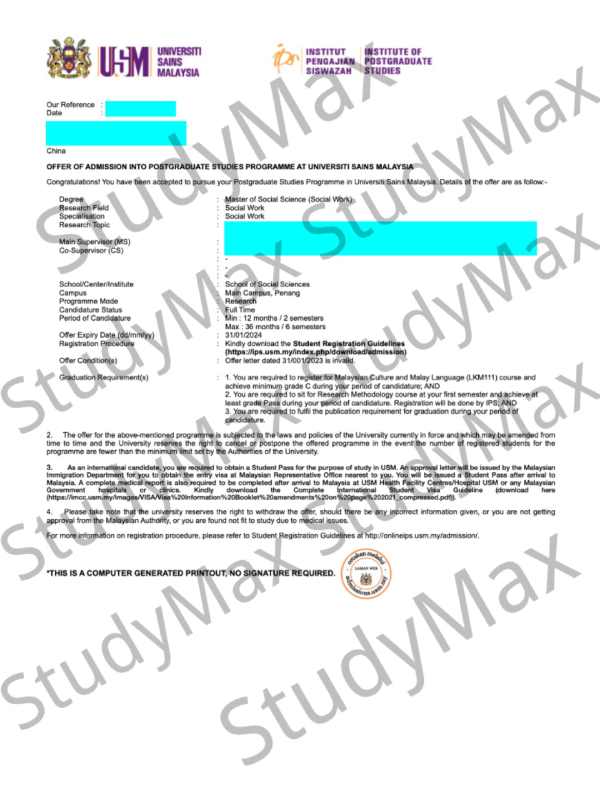 USM UNIVERSITI SAINS MALAYSIA
ips INSTITUT PENGAJIAN SISWAZAH INSTITUTE OF POSTGRADUATE STUDIES
Our Reference :
Date :
China
OFFER OF ADMISSION INTO POSTGRADUATE STUDIES PROGRAMME AT UNIVERSITI SAINS MALAYSIA
Congratulations! You have been accepted to pursue your Postgraduate Studies Programme in Universiti Sains Malaysia. Details of the offer are as follow:-
Degree : Master of Social Science (Social Work)
Research Field : Social Work
Specialisation : Social Work
Research Topic :
Main Supervisor (MS) :
Co-Supervisor (CS) : -
: -
: -
School/Center/Institute : School of Social Sciences
Campus : Main Campus, Penang
Programme Mode : Research
Candidature Status : Full Time
Period of Candidature : Min : 12 months / 2 semesters
Max : 36 months / 6 semesters
Offer Expiry Date (dd/mm/yy) : 31/01/2024
Registration Procedure : Kindly download the Student Registration Guidelines
(https://ips.usm.my/index.php/download/admission)
Offer Condition(s) : Offer letter dated 31/001/2023 is invalid.
Graduation Requirement(s) : 1. You are required to register for Malaysian Culture and Malay Language (LKM111) course and
achieve minimum grade C during your period of candidature; AND
2. You are required to sit for Research Methodology course at your first semester and achieve at
least grade Pass during your period of candidature. Registration will be done by IPS; AND
3. You are required to fulfil the publication requirement for graduation during your period of
candidature.
2. The offer for the above-mentioned programme is subjected to the laws and policies of the University currently in force and which may be amended from
time to time and the University reserves the right to cancel or postpone the offered programme in the event the number of registered students for the
programme are fewer than the minimum limit set by the Authorities of the University.
3. As an international candidate, you are required to obtain a Student Pass for the purpose of study in USM. An approval letter will be issued by the Malaysian
Immigration Department for you to obtain the entry visa at Malaysian Representative Office nearest to you. You will be issued a Student Pass after arrival to
Malaysia. A complete medical report is also required to be completed after arrival to Malaysia at USM Health Facility Centres/Hospital USM or any Malaysian
Government hospitals or clinics. Kindly download the Complete International Student Visa Guideline (download here
(https://imcc.usm.my/images/VISA/Visa%20Information%20Booklet%20amendments%20on%20page%202021_compressed.pdf)).
4. Please take note that the university reserves the right to withdraw the offer, should there be any incorrect information given, or you are not getting
approval from the Malaysian Authority, or you are found not fit to study due to medical issues.
For more information on registration procedure, please refer to Student Registration Guidelines at http://onlineips.usm.my/admission/.
*THIS IS A COMPUTER GENERATED PRINTOUT, NO SIGNATURE REQUIRED.
StudyMax
StudyMax
StudyMax
StudyMax
StudyMax
StudyMax
StudyMax
StudyMax